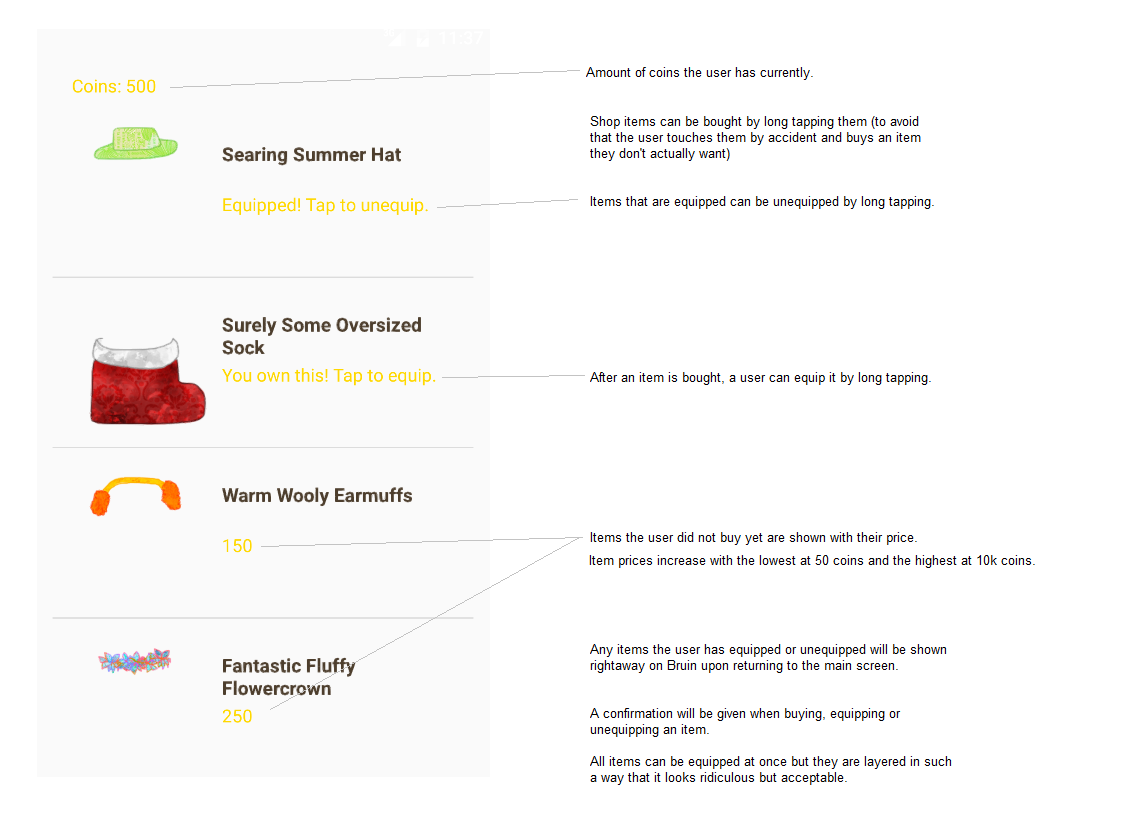 11:37
Coins: 500
Amount of coins the user has currently.
Shop items can be bought by long tapping them (to avoid
that the user touches them by accident and buys an item
they don't actually want)
Searing Summer Hat
Equipped! Tap to unequip.
Items that are equipped can be unequipped by long tapping.
Surely Some Oversized
Sock
You own this! Tap to equip.
After an item is bought, a user can equip it by long tapping.
Warm Wooly Earmuffs
150
Items the user did not buy yet are shown with their price.
Item prices increase with the lowest at 50 coins and the highest at 10k coins.
Fantastic Fluffy
Flowercrown
250
Any items the user has equipped or unequipped will be shown
rightaway on Bruin upon returning to the main screen.
A confirmation will be given when buying, equipping or
unequipping an item.
All items can be equipped at once but they are layered in such
a way that it looks ridiculous but acceptable.